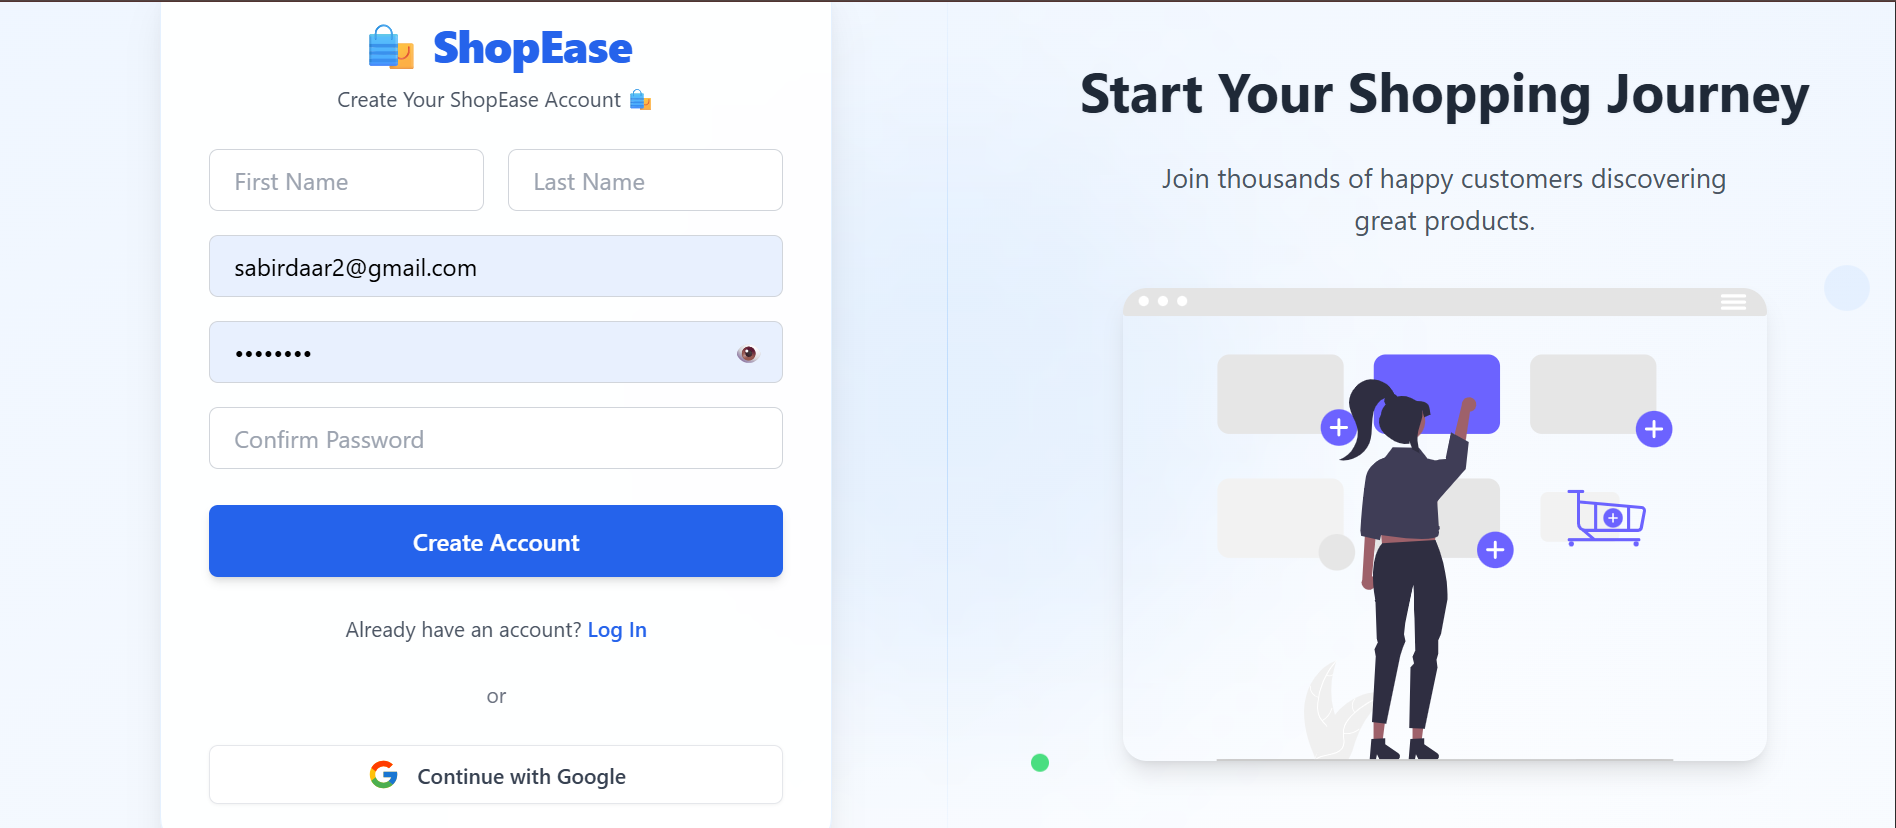 ShopEase
Create Your ShopEase Account
First Name
Last Name
sabirdaar2@gmail.com
••••••••
Confirm Password
Create Account
Already have an account? Log In
or
Continue with Google
Start Your Shopping Journey
Join thousands of happy customers discovering
great products.